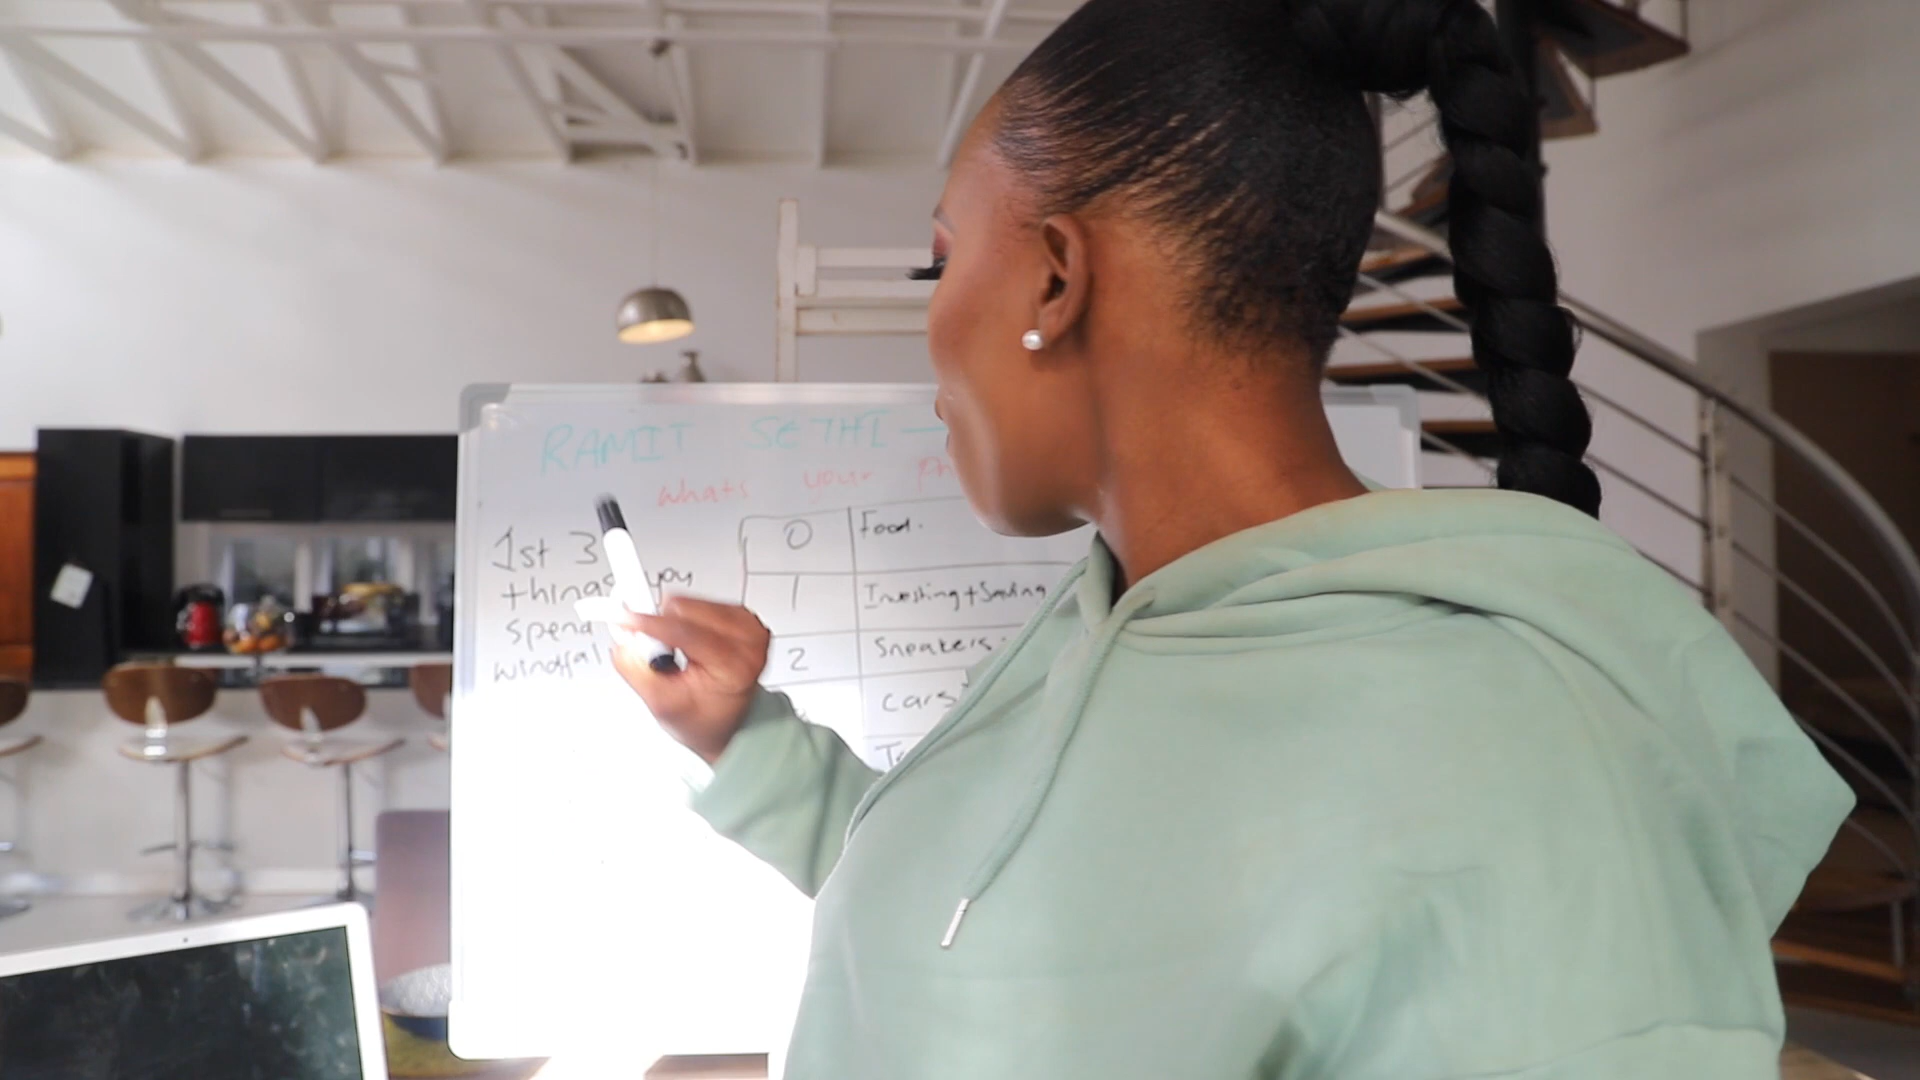 RAMIT SETHI →
whats your
1st 3
things you
spend
windfal
0 Food.
1 Investing + Saving
2 Sneakers.
Cars